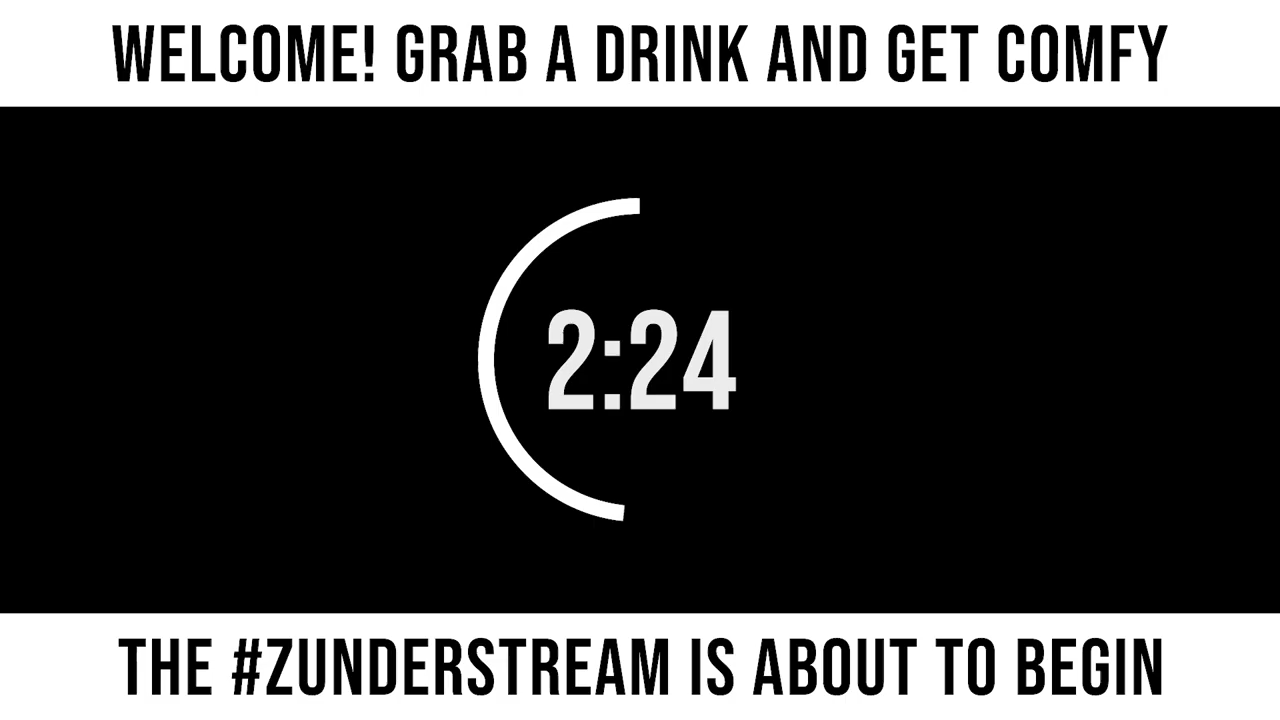 WELCOME! GRAB A DRINK AND GET COMFY
2:24
THE #ZUNDERSTREAM IS ABOUT TO BEGIN